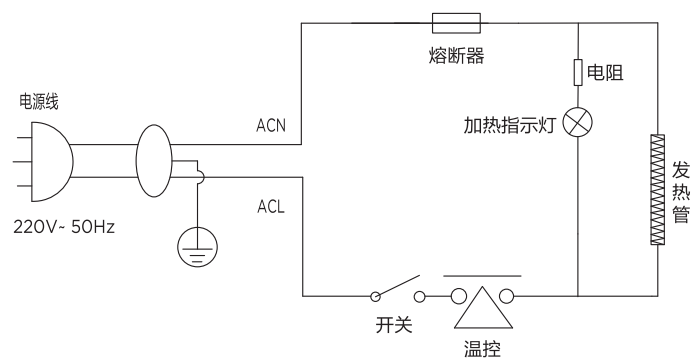 熔断器
电阻
电源线
ACN
加热指示灯
发
热
管
ACL
220V~ 50Hz
开关
温控